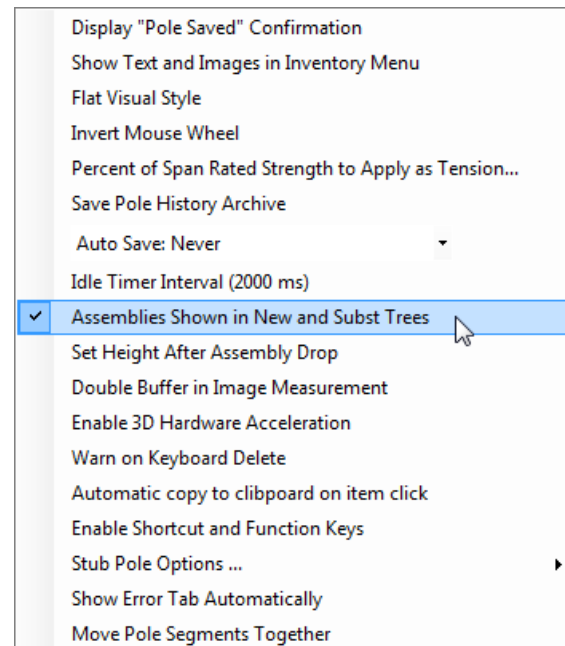 Display "Pole Saved" Confirmation
Show Text and Images in Inventory Menu
Flat Visual Style
Invert Mouse Wheel
Percent of Span Rated Strength to Apply as Tension...
Save Pole History Archive
Auto Save: Never
Idle Timer Interval (2000 ms)
Assemblies Shown in New and Subst Trees
Set Height After Assembly Drop
Double Buffer in Image Measurement
Enable 3D Hardware Acceleration
Warn on Keyboard Delete
Automatic copy to clibpoard on item click
Enable Shortcut and Function Keys
Stub Pole Options ...
Show Error Tab Automatically
Move Pole Segments Together